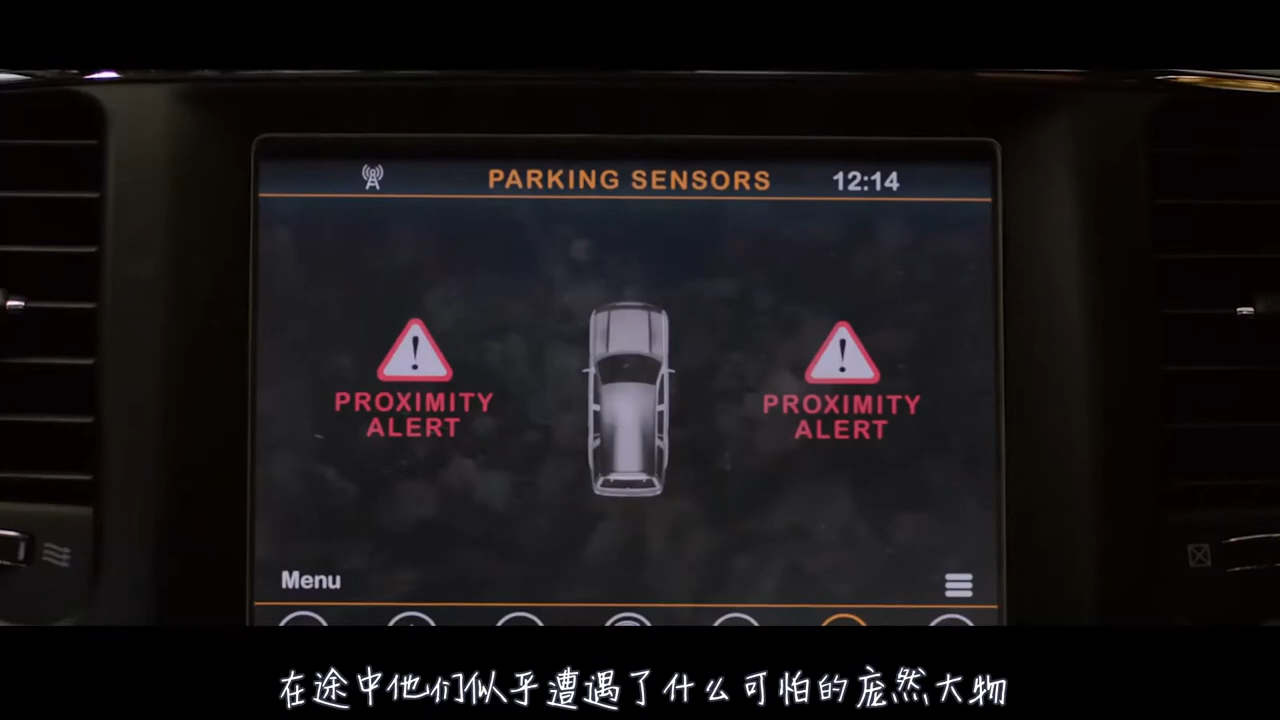 PARKING SENSORS
12:14
PROXIMITY
ALERT
PROXIMITY
ALERT
Menu
在途中他们似乎遭遇了什么可怕的庞然大物